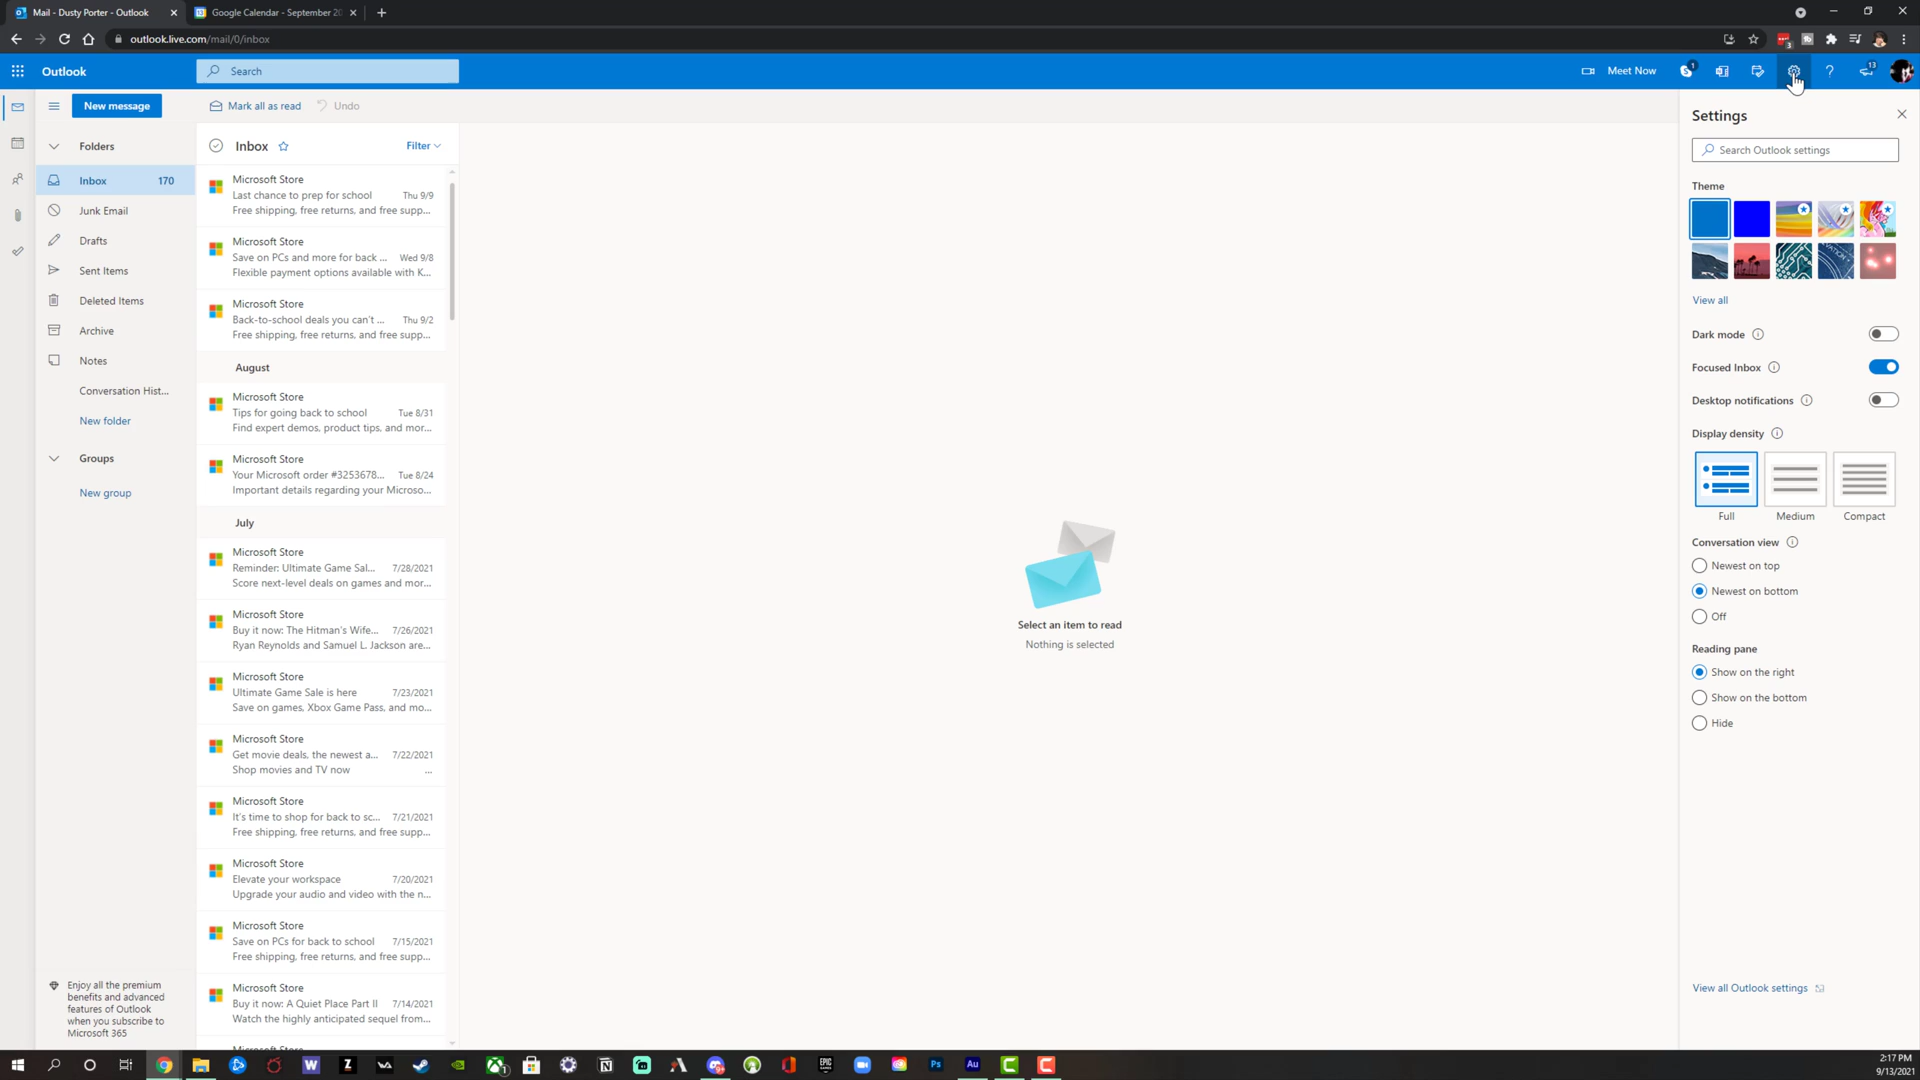 Mail - Dusty Porter - Outlook
Google Calendar - September 20
outlook.live.com/mail/0/inbox
Outlook
Search
Meet Now
1
13
New message
Mark all as read
Undo
Folders
Inbox 170
Junk Email
Drafts
Sent Items
Deleted Items
Archive
Notes
Conversation Hist...
New folder
Groups
New group
Enjoy all the premium
benefits and advanced
features of Outlook
when you subscribe to
Microsoft 365
Inbox
Filter
Microsoft Store
Last chance to prep for school Thu 9/9
Free shipping, free returns, and free supp...
Microsoft Store
Save on PCs and more for back ... Wed 9/8
Flexible payment options available with K...
Microsoft Store
Back-to-school deals you can't ... Thu 9/2
Free shipping, free returns, and free supp...
August
Microsoft Store
Tips for going back to school Tue 8/31
Find expert demos, product tips, and mor...
Microsoft Store
Your Microsoft order #3253678... Tue 8/24
Important details regarding your Microso...
July
Microsoft Store
Reminder: Ultimate Game Sal... 7/28/2021
Score next-level deals on games and mor...
Microsoft Store
Buy it now: The Hitman's Wife... 7/26/2021
Ryan Reynolds and Samuel L. Jackson are...
Microsoft Store
Ultimate Game Sale is here 7/23/2021
Save on games, Xbox Game Pass, and mo...
Microsoft Store
Get movie deals, the newest a... 7/22/2021
Shop movies and TV now ...
Microsoft Store
It's time to shop for back to sc... 7/21/2021
Free shipping, free returns, and free supp...
Microsoft Store
Elevate your workspace 7/20/2021
Upgrade your audio and video with the n...
Microsoft Store
Save on PCs for back to school 7/15/2021
Free shipping, free returns, and free supp...
Microsoft Store
Buy it now: A Quiet Place Part II 7/14/2021
Watch the highly anticipated sequel from...
Select an item to read
Nothing is selected
Settings
Search Outlook settings
Theme
View all
Dark mode
Focused Inbox
Desktop notifications
Display density
Full Medium Compact
Conversation view
Newest on top
Newest on bottom
Off
Reading pane
Show on the right
Show on the bottom
Hide
View all Outlook settings
2:17 PM
9/13/2021